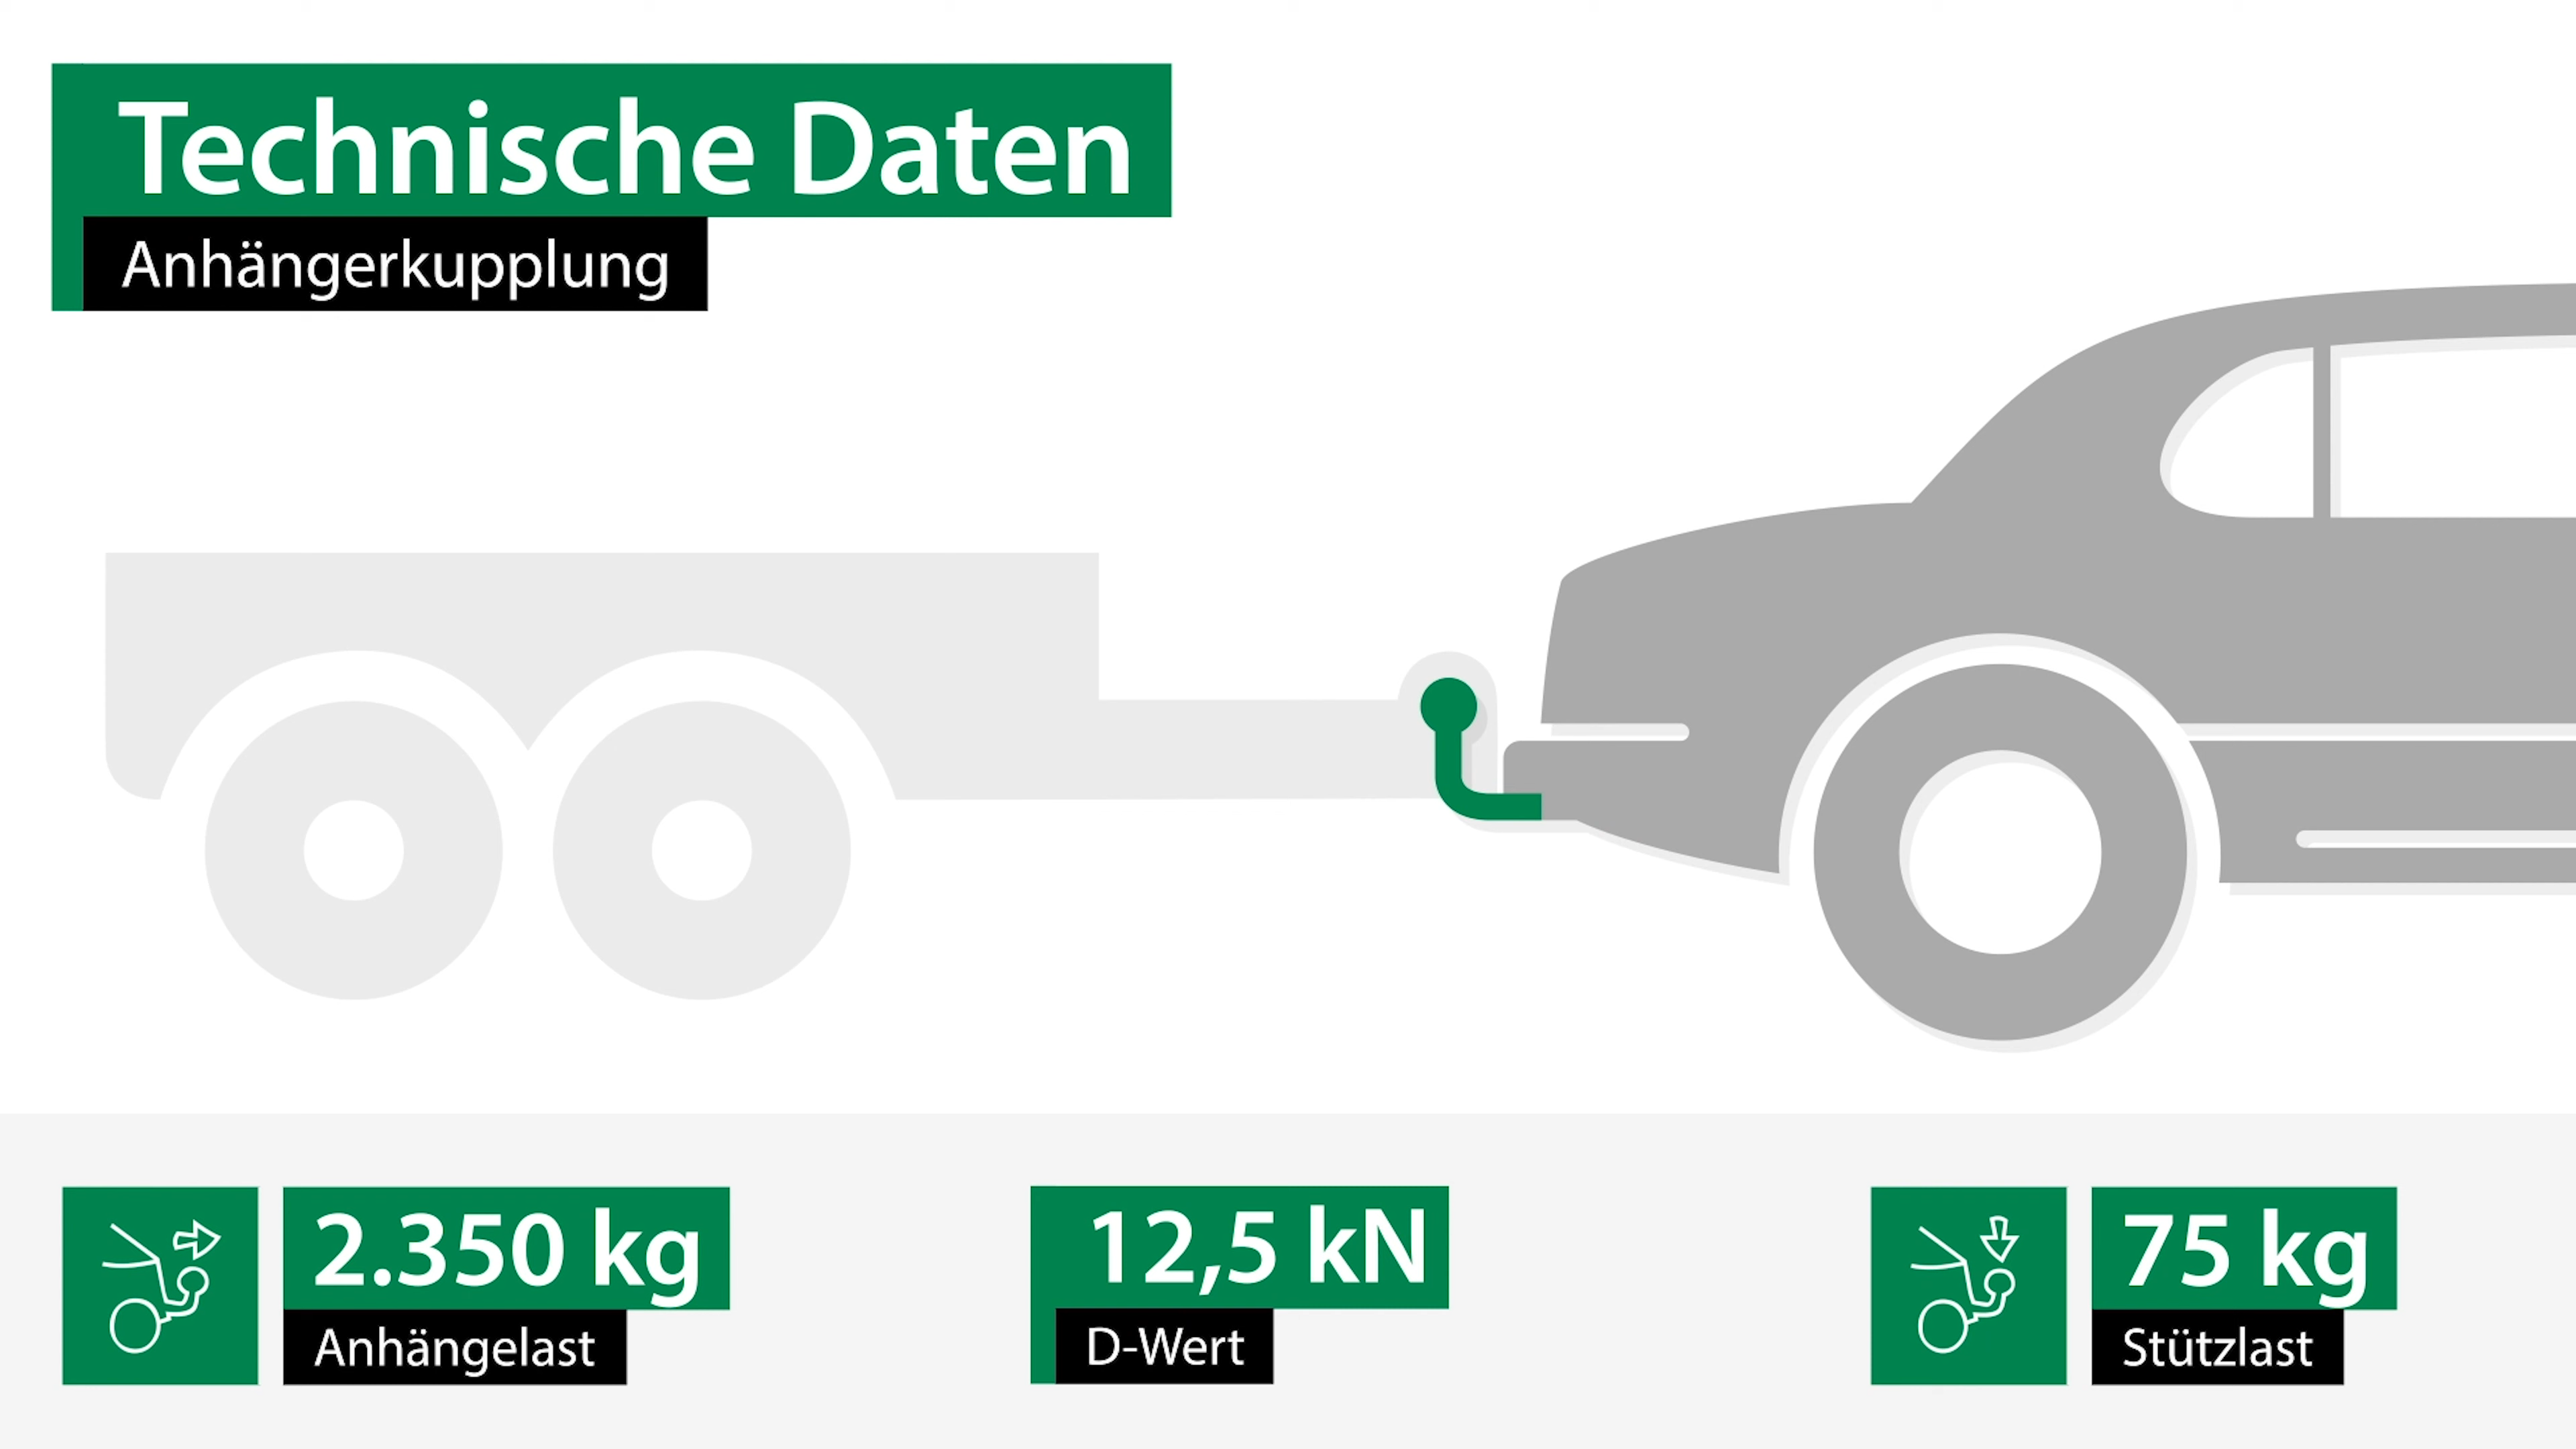 Technische Daten
Anhängerkupplung
2.350 kg
Anhängelast
12,5 kN
D-Wert
75 kg
Stützlast